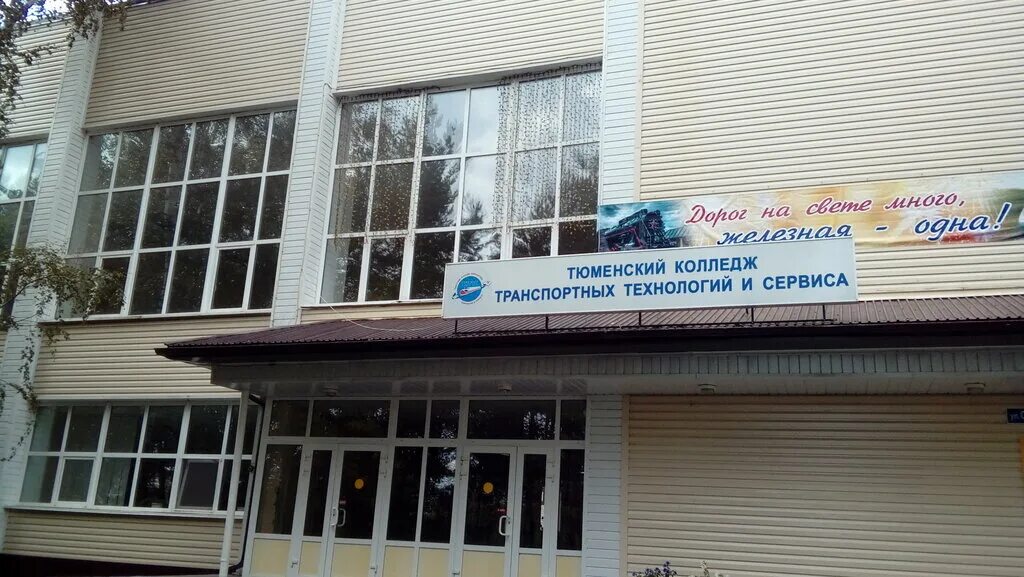 Дорог на свете много,
железная - одна!
ТЮМЕНСКИЙ КОЛЛЕДЖ
ТРАНСПОРТНЫХ ТЕХНОЛОГИЙ И СЕРВИСА